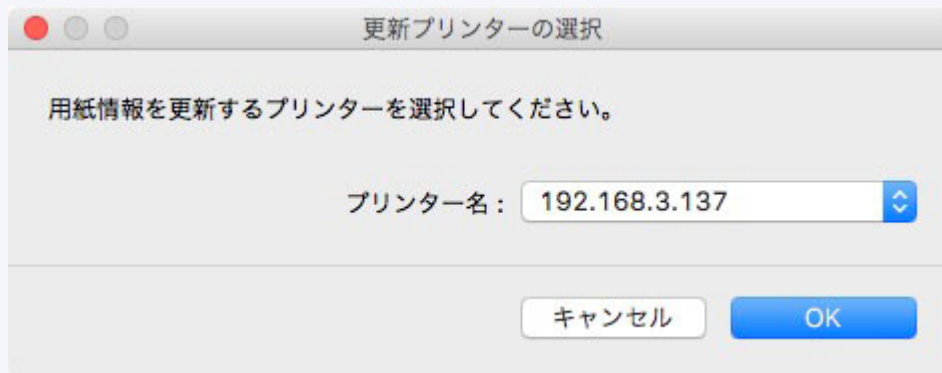 更新プリンターの選択
用紙情報を更新するプリンターを選択してください。
プリンター名： 192.168.3.137
キャンセル OK